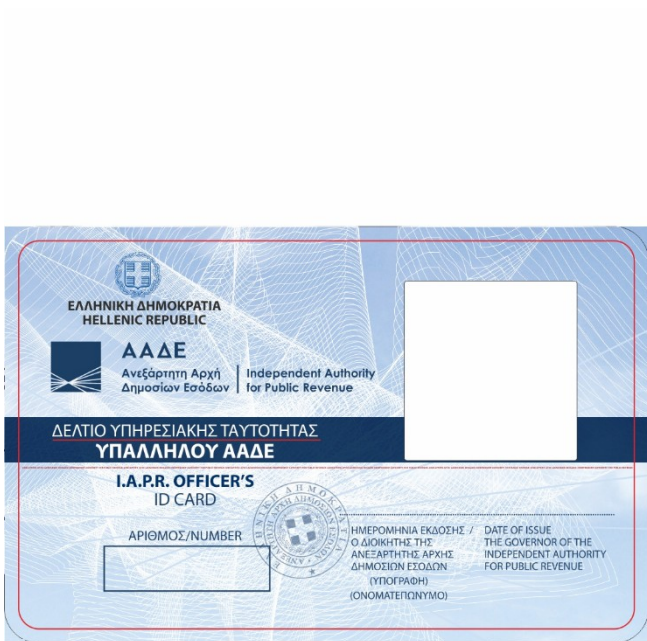 ΕΛΛΗΝΙΚΗ ΔΗΜΟΚΡΑΤΙΑ
HELLENIC REPUBLIC
ΑΑΔΕ
Ανεξάρτητη Αρχή
Δημοσίων Εσόδων
Independent Authority
for Public Revenue
ΔΕΛΤΙΟ ΥΠΗΡΕΣΙΑΚΗΣ ΤΑΥΤΟΤΗΤΑΣ
ΥΠΑΛΛΗΛΟΥ ΑΑΔΕ
I.A.P.R. OFFICER'S
ID CARD
ΑΡΙΘΜΟΣ/NUMBER
ΗΜΕΡΟΜΗΝΙΑ ΕΚΔΟΣΗΣ /
Ο ΔΙΟΙΚΗΤΗΣ ΤΗΣ
ΑΝΕΞΑΡΤΗΤΗΣ ΑΡΧΗΣ
ΔΗΜΟΣΙΩΝ ΕΣΟΔΩΝ
(ΥΠΟΓΡΑΦΗ)
(ΟΝΟΜΑΤΕΠΩΝΥΜΟ)
DATE OF ISSUE
THE GOVERNOR OF THE
INDEPENDENT AUTHORITY
FOR PUBLIC REVENUE